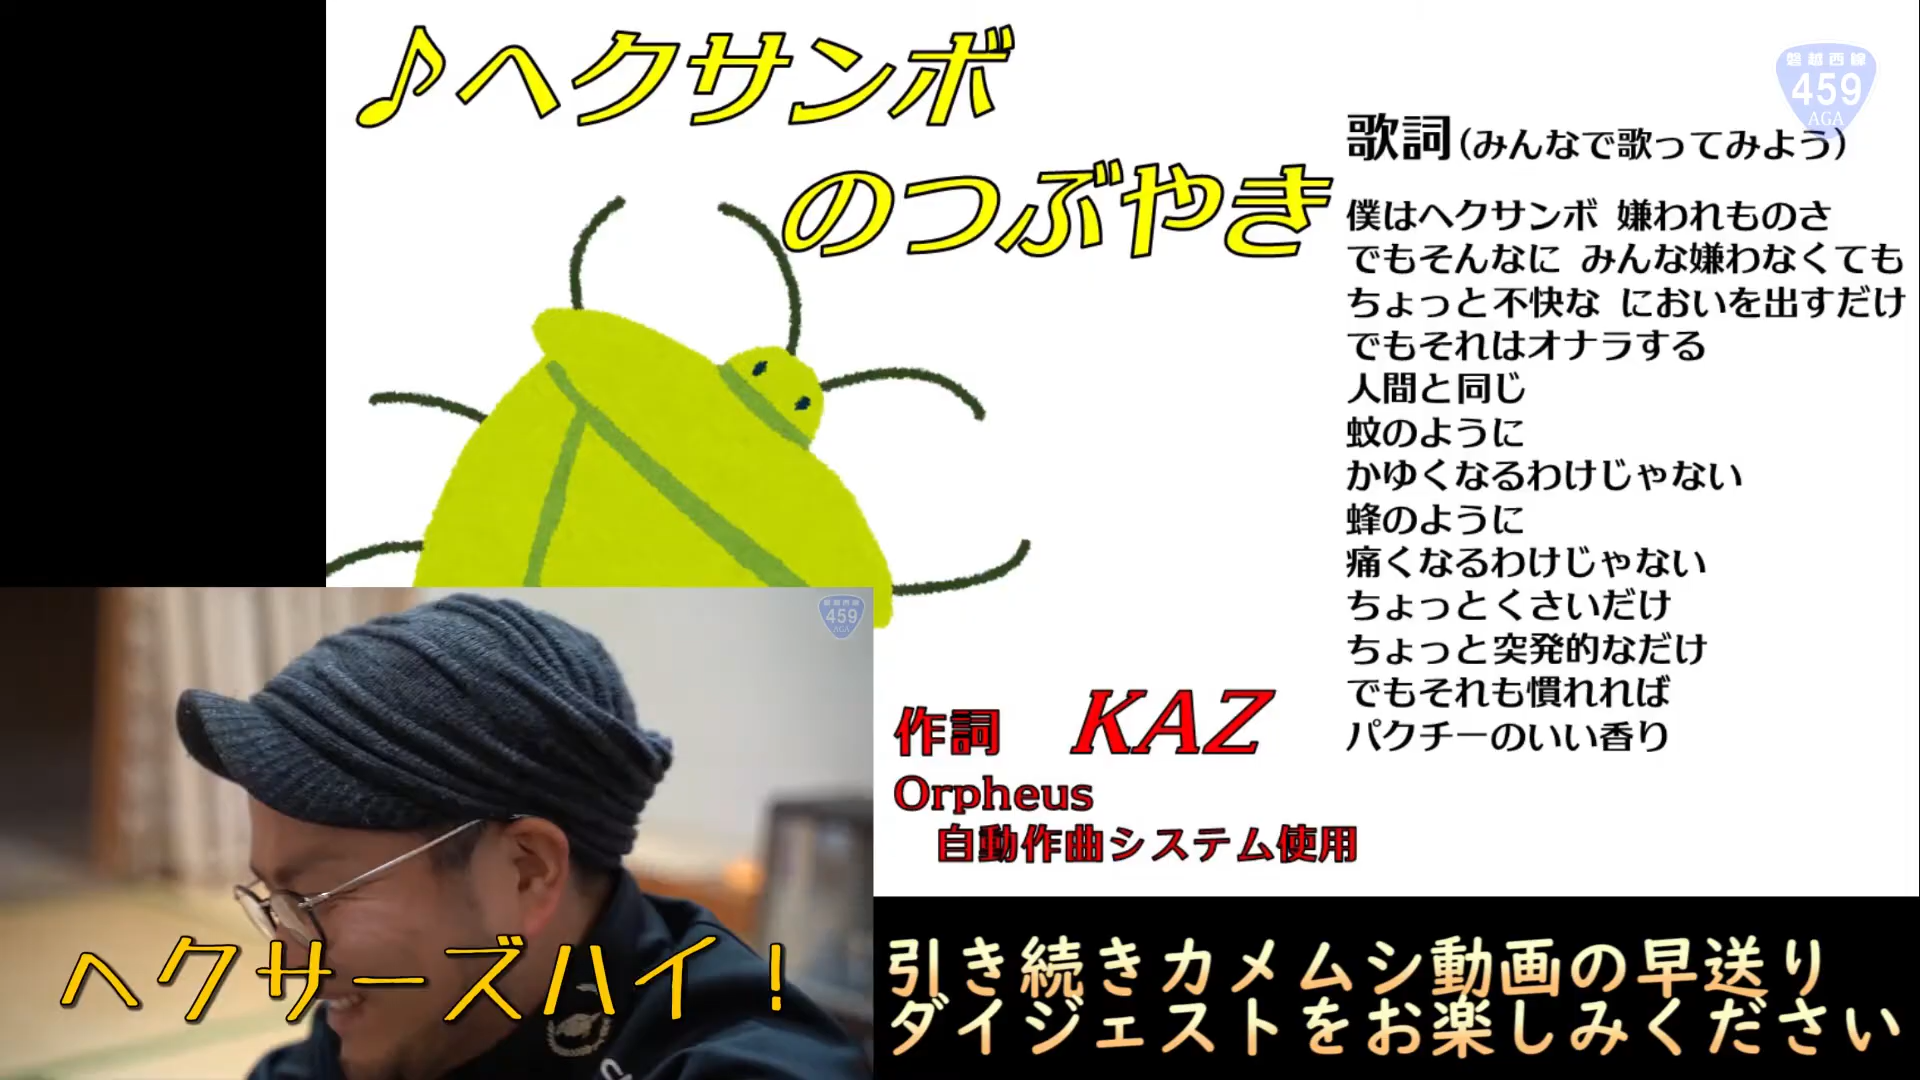 ♪ヘクサンボ
のつぶやき
磐越西線
459
AGA
歌詞(みんなで歌ってみよう)
僕はヘクサンボ 嫌われものさ
でもそんなに みんな嫌わなくても
ちょっと不快な においを出すだけ
でもそれはオナラする
人間と同じ
蚊のように
かゆくなるわけじゃない
蜂のように
痛くなるわけじゃない
ちょっとくさいだけ
ちょっと突発的なだけ
でもそれも慣れれば
パクチーのいい香り
作詞 KAZ
Orpheus
自動作曲システム使用
磐越西線
459
AGA
ヘクサーズハイ!
引き続きカメムシ動画の早送り
ダイジェストをお楽しみください